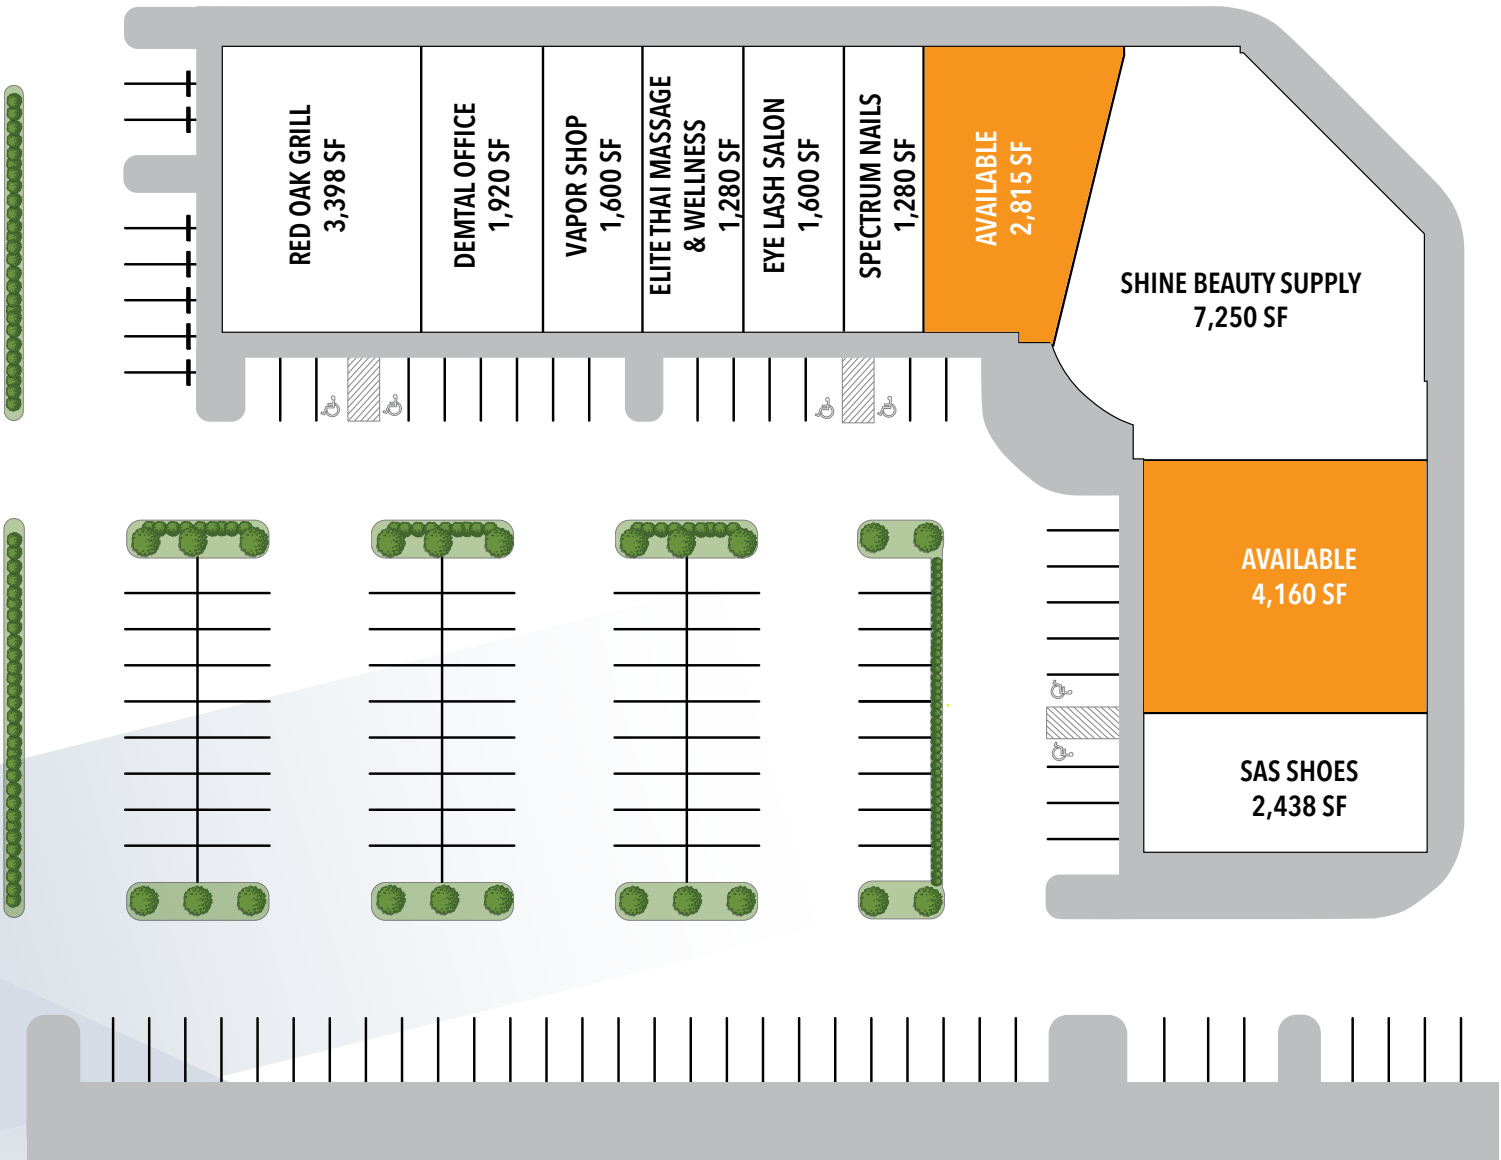 RED OAK GRILL
3,398 SF
DEMTAL OFFICE
1,920 SF
VAPOR SHOP
1,600 SF
ELITE THAI MASSAGE
& WELLNESS
1,280 SF
EYE LASH SALON
1,600 SF
SPECTRUM NAILS
1,280 SF
AVAILABLE
2,815 SF
SHINE BEAUTY SUPPLY
7,250 SF
AVAILABLE
4,160 SF
SAS SHOES
2,438 SF